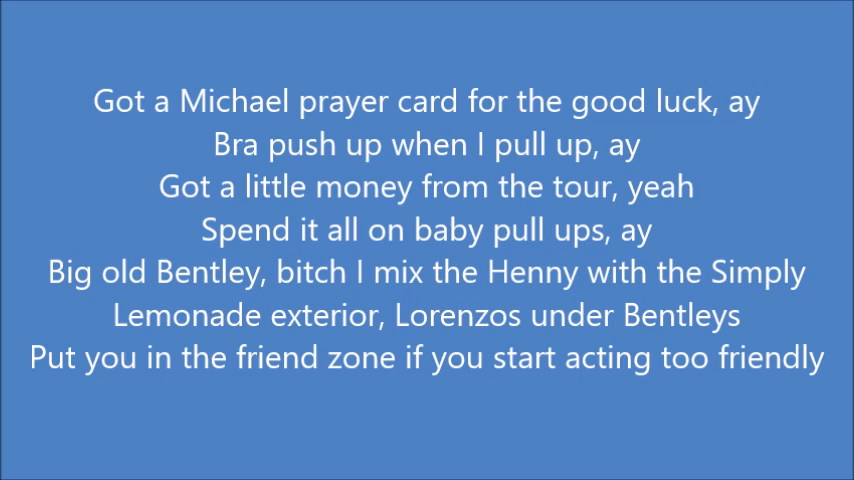 Got a Michael prayer card for the good luck, ay
Bra push up when I pull up, ay
Got a little money from the tour, yeah
Spend it all on baby pull ups, ay
Big old Bentley, bitch I mix the Henny with the Simply
Lemonade exterior, Lorenzos under Bentleys
Put you in the friend zone if you start acting too friendly